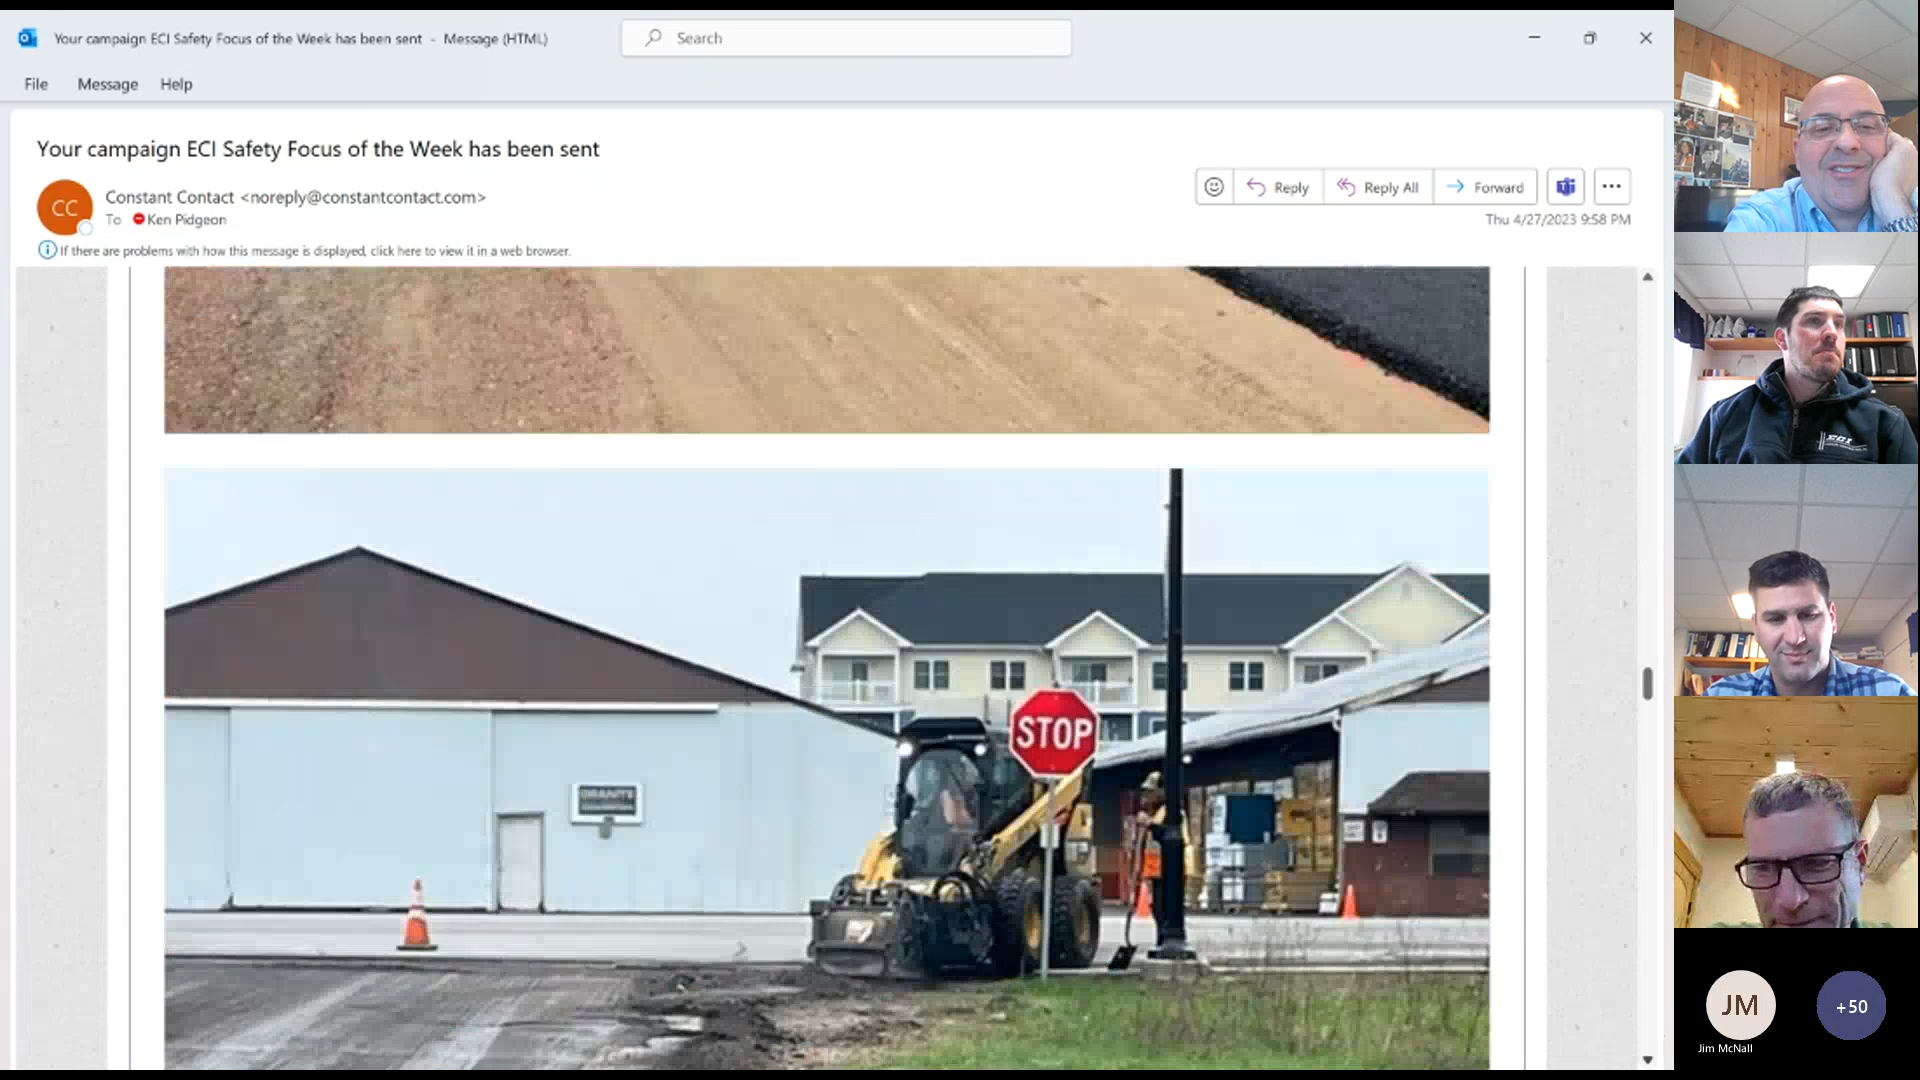 Your campaign ECI Safety Focus of the Week has been sent - Message (HTML)
Search
File Message Help
Your campaign ECI Safety Focus of the Week has been sent
CC
Constant Contact <noreply@constantcontact.com>
To Ken Pidgeon
Reply
Reply All
Forward
Thu 4/27/2023 9:58 PM
If there are problems with how this message is displayed, click here to view it in a web browser.
STOP
GRANITE
ECI
JM
+50
Jim McNall